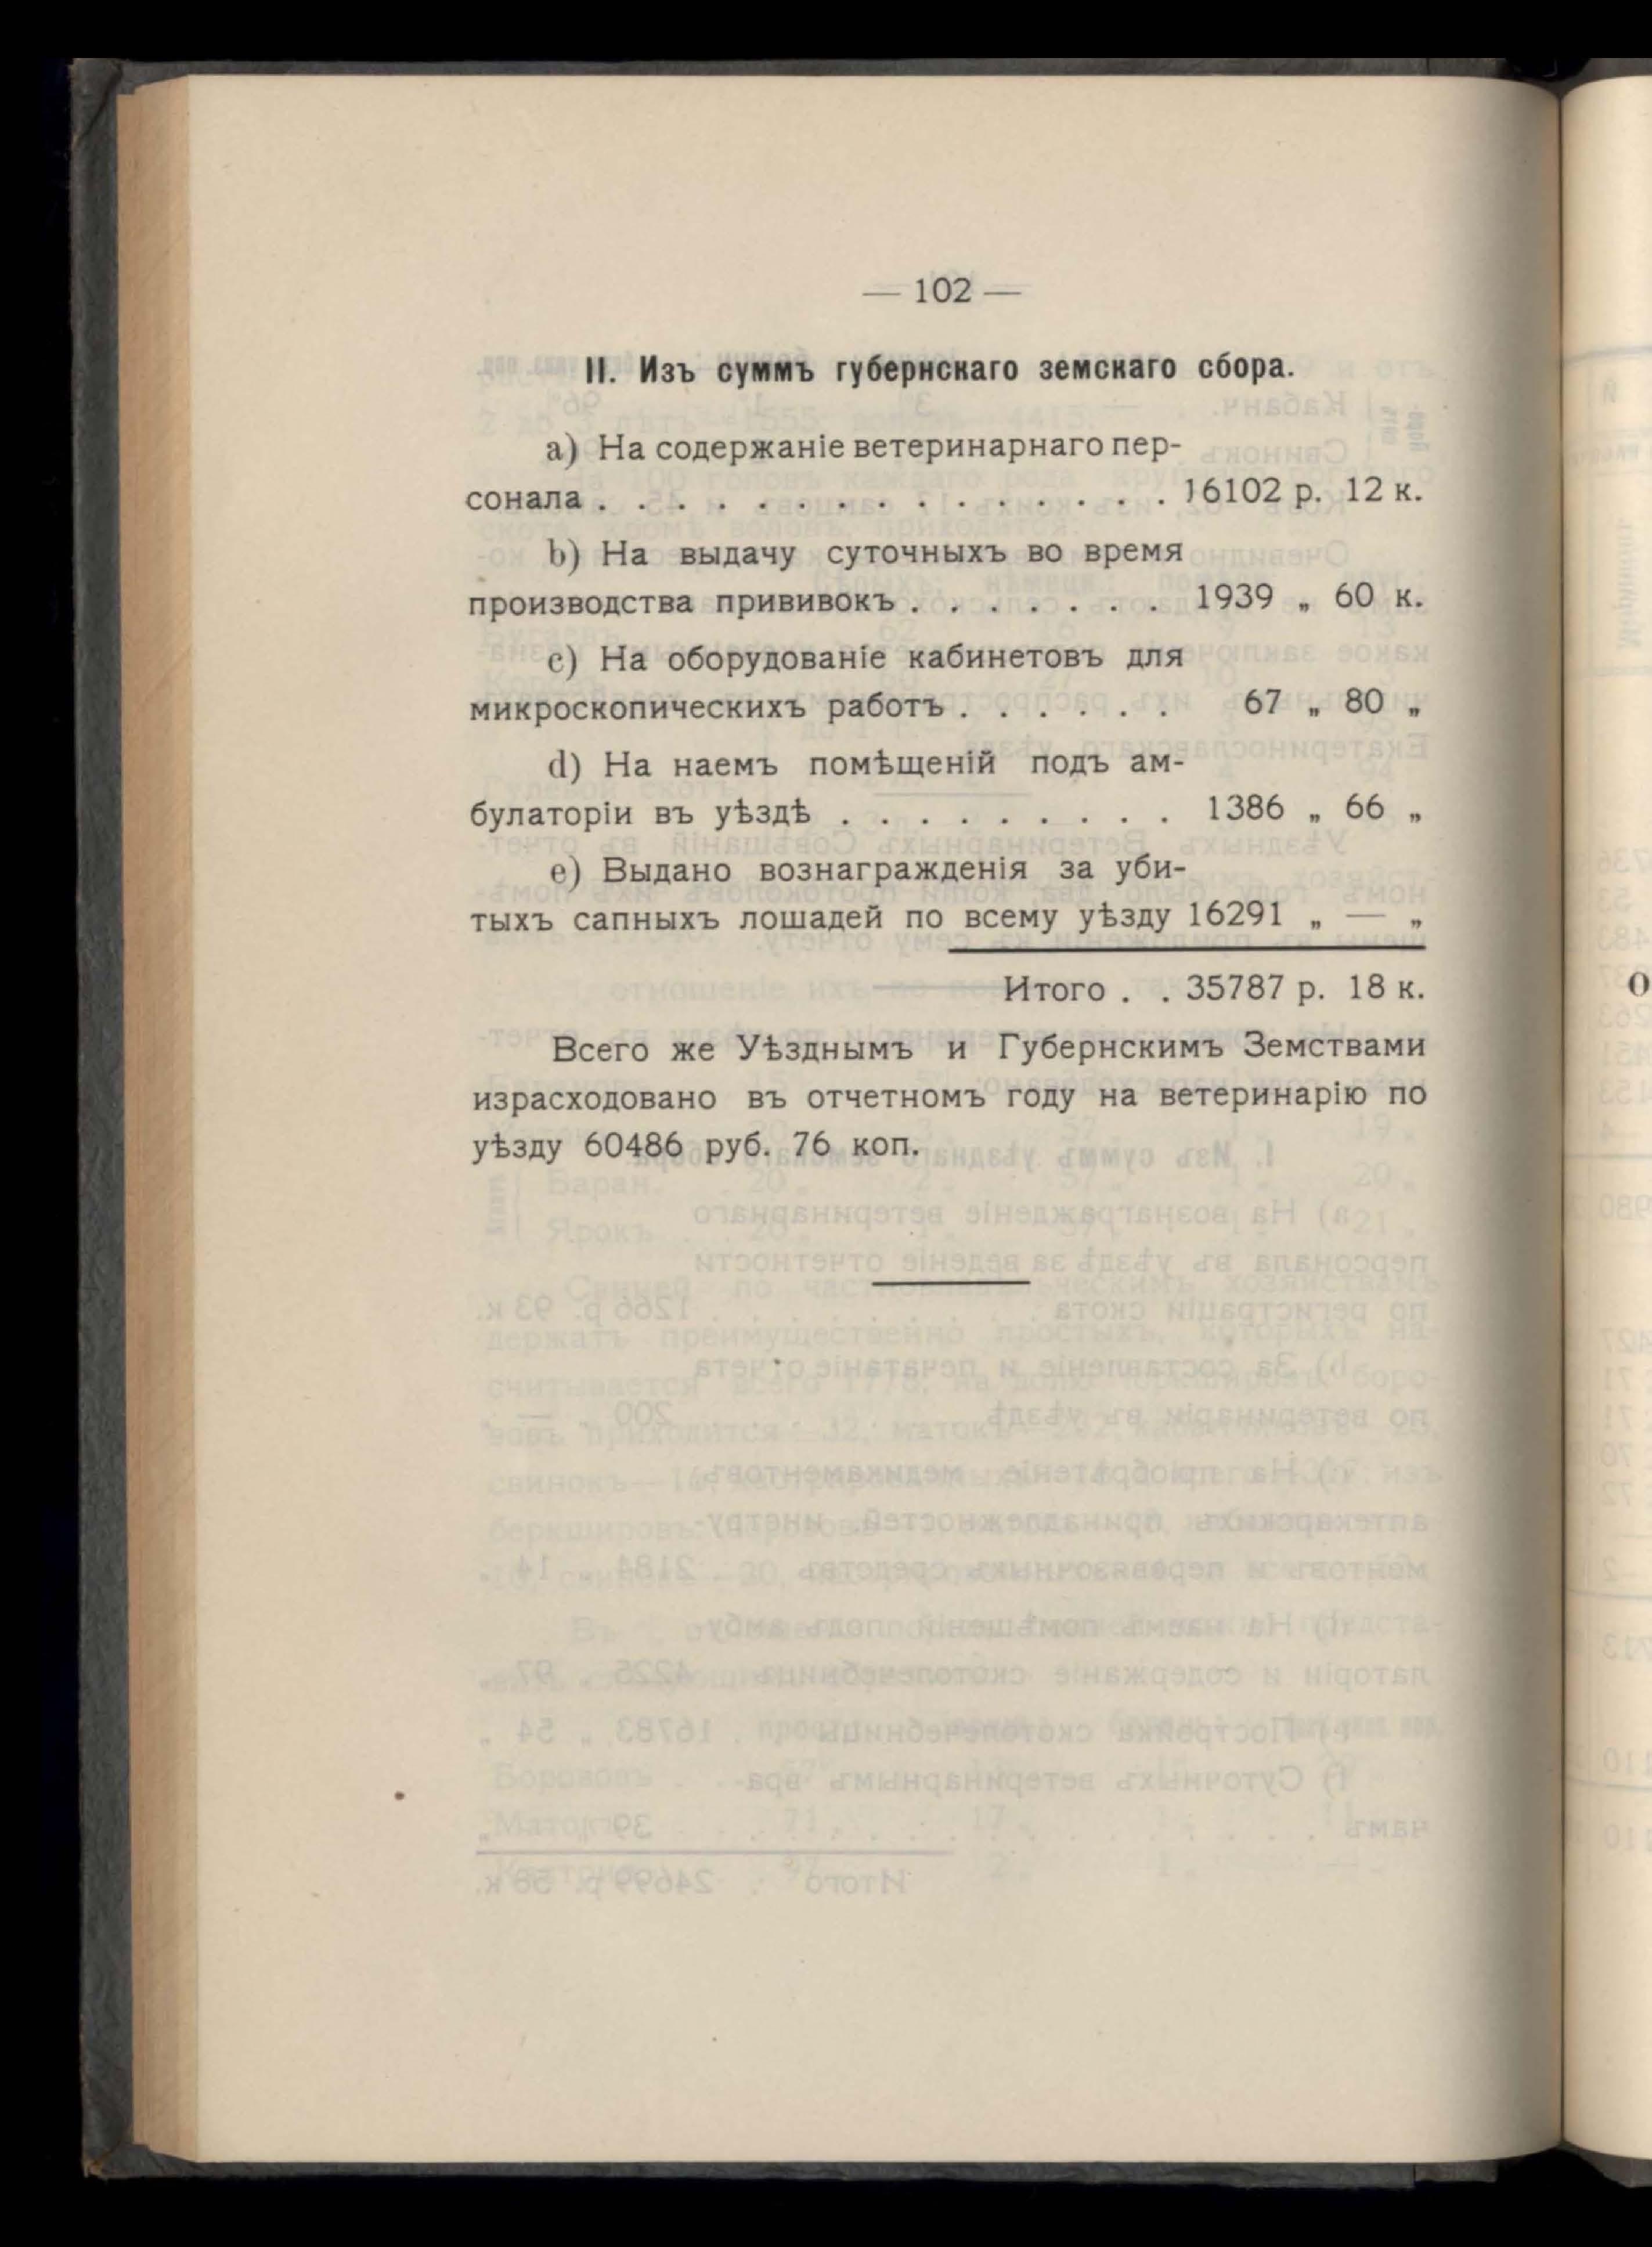 — 102 —
II. Изъ суммъ губернскаго земскаго сбора.
a) На содержаніе ветеринарнаго пер-
сонала . . . . . . . . . . . . . . . 16102 р. 12 к.
b) На выдачу суточныхъ во время
производства прививокъ . . . . . . . 1939 „ 60 к.
c) На оборудованіе кабинетовъ для
микроскопическихъ работъ . . . . . . 67 „ 80 „
d) На наемъ помѣщеній подъ ам-
булаторіи въ уѣздѣ . . . . . . . . . 1386 „ 66 „
e) Выдано вознагражденія за уби-
тыхъ сапныхъ лошадей по всему уѣзду 16291 „ — „
Итого . . 35787 р. 18 к.
Всего же Уѣзднымъ и Губернскимъ Земствами
израсходовано въ отчетномъ году на ветеринарію по
уѣзду 60486 руб. 76 коп.